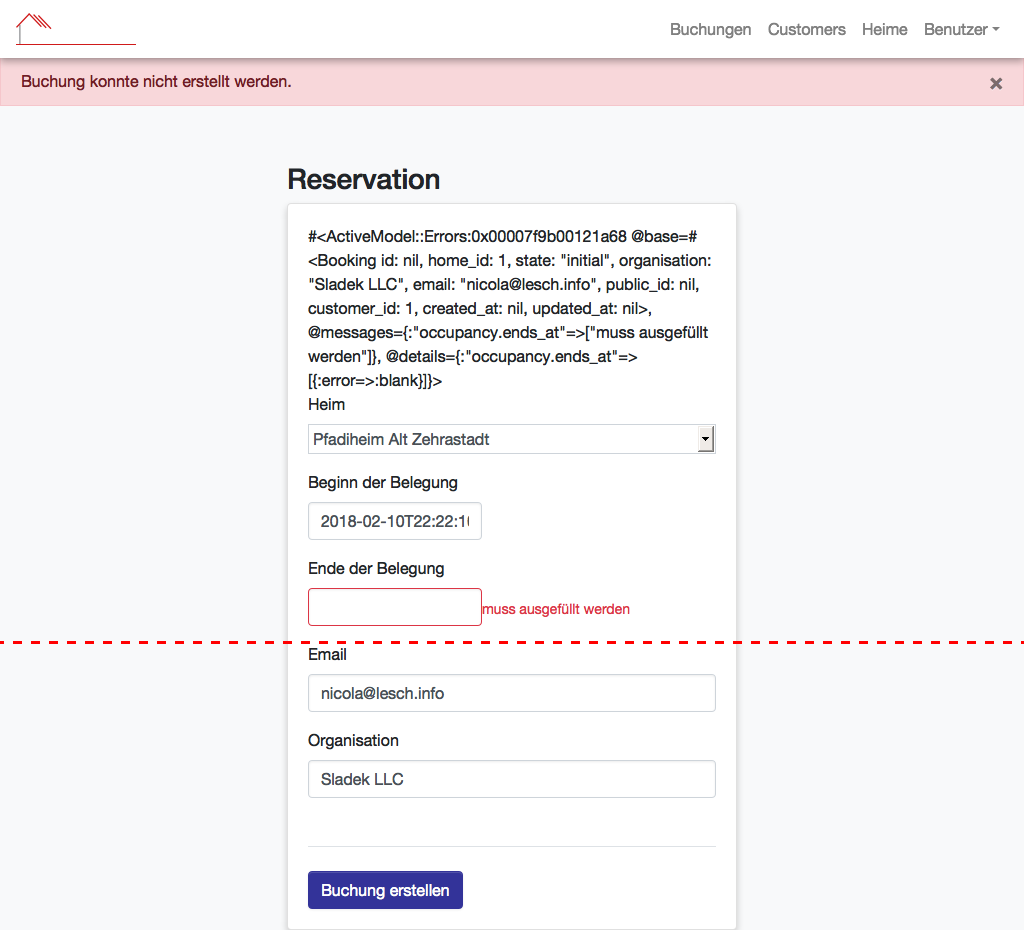 Buchungen Customers Heime Benutzer
Buchung konnte nicht erstellt werden.
×
Reservation
#<ActiveModel::Errors:0x00007f9b00121a68 @base=#
<Booking id: nil, home_id: 1, state: "initial", organisation:
"Sladek LLC", email: "nicola@lesch.info", public_id: nil,
customer_id: 1, created_at: nil, updated_at: nil>,
@messages={:"occupancy.ends_at"=>["muss ausgefüllt
werden"]}, @details={:"occupancy.ends_at"=>
[{:error=>:blank}]}>
Heim
Pfadiheim Alt Zehrastadt
Beginn der Belegung
2018-02-10T22:22:1
Ende der Belegung
muss ausgefüllt werden
Email
nicola@lesch.info
Organisation
Sladek LLC
Buchung erstellen